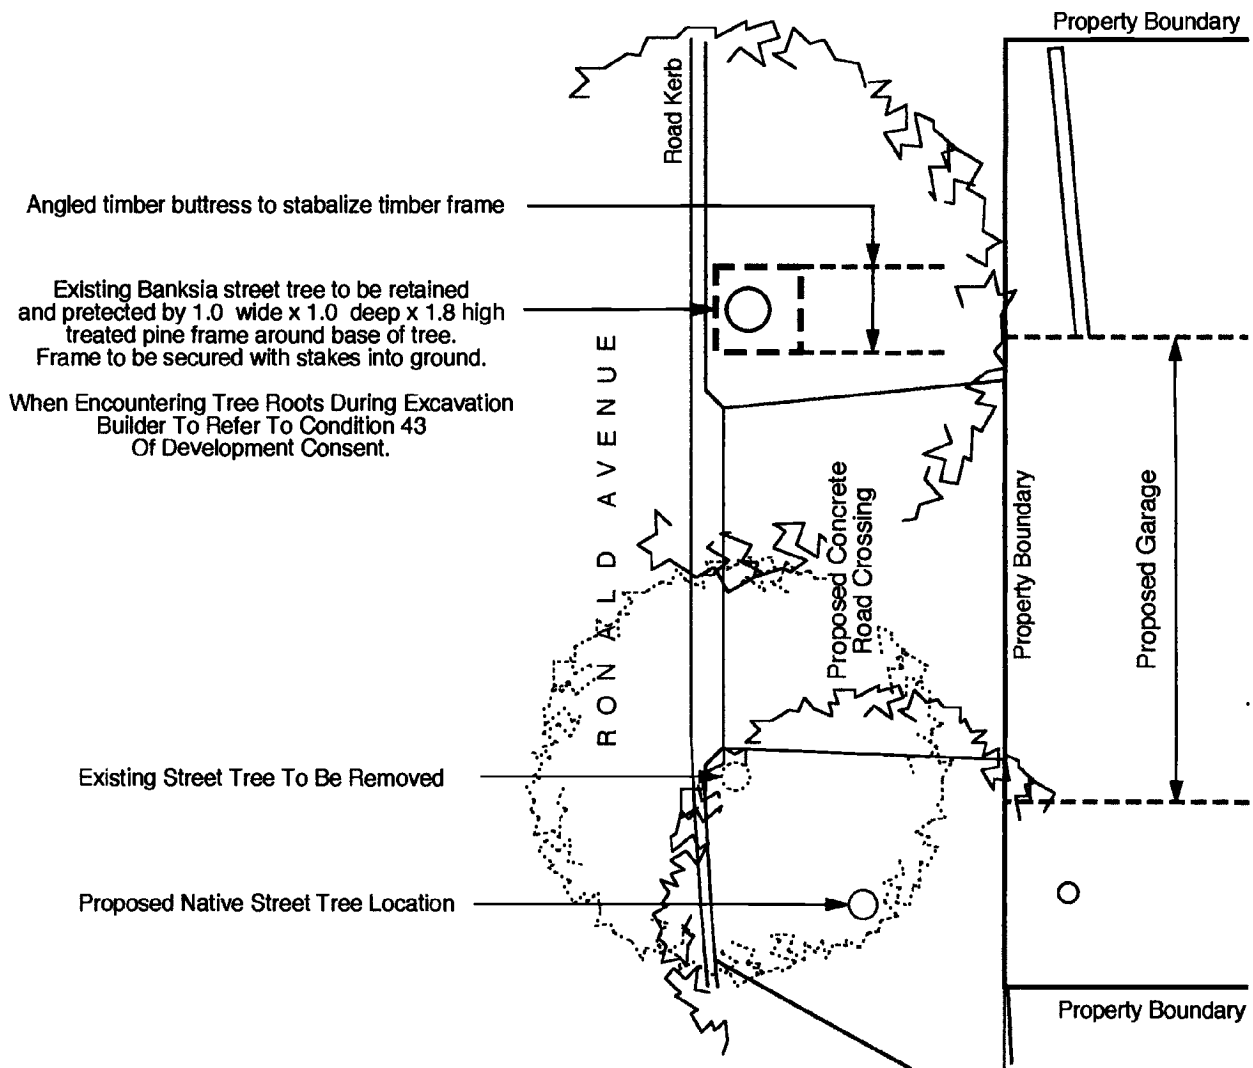 Property Boundary
Road Kerb
Angled timber buttress to stabalize timber frame
Existing Banksia street tree to be retained
and pretected by 1.0 wide x 1.0 deep x 1.8 high
treated pine frame around base of tree.
Frame to be secured with stakes into ground.
When Encountering Tree Roots During Excavation
Builder To Refer To Condition 43
Of Development Consent.
RONALD AVENUE
Proposed Concrete
Road Crossing
Property Boundary
Proposed Garage
Existing Street Tree To Be Removed
Proposed Native Street Tree Location
Property Boundary